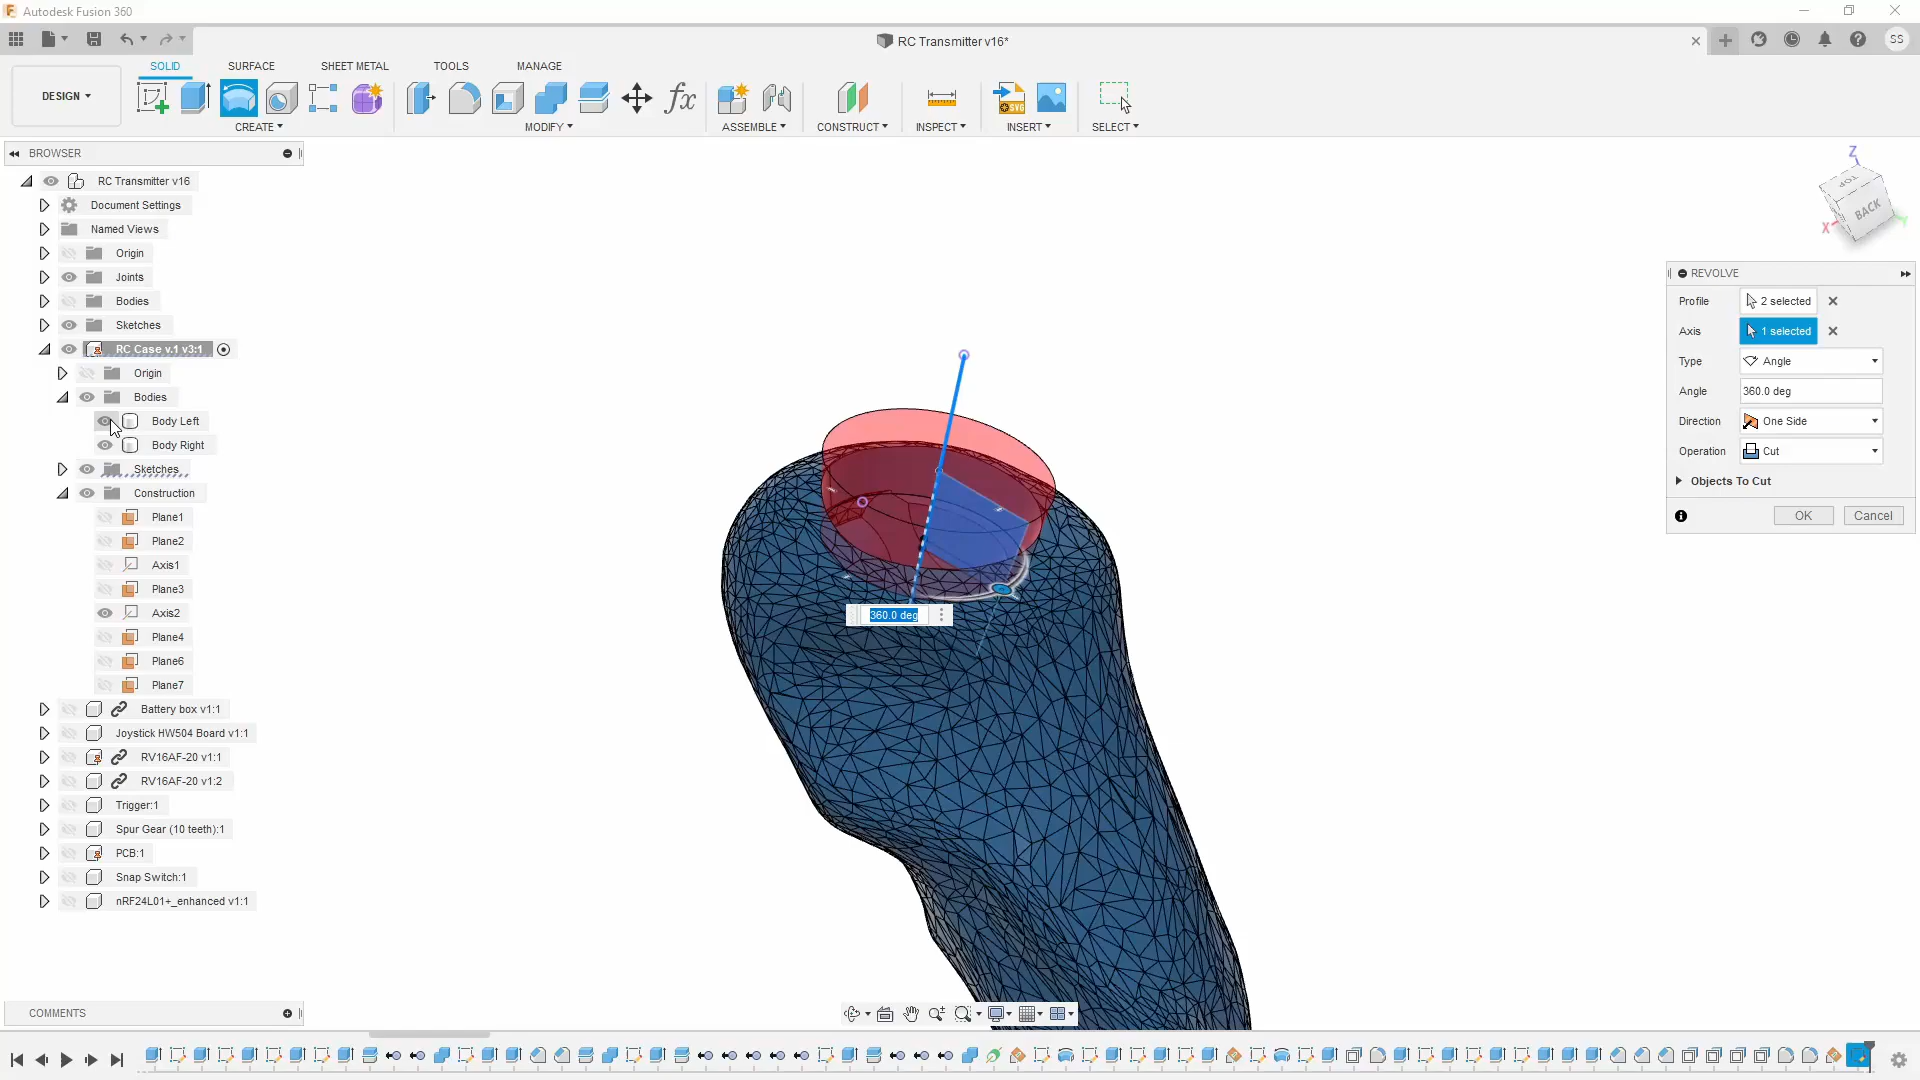 Autodesk Fusion 360
RC Transmitter v16*
SS
DESIGN
SOLID
SURFACE
SHEET METAL
TOOLS
MANAGE
CREATE
MODIFY
ASSEMBLE
CONSTRUCT
INSPECT
INSERT
SELECT
fx
SVG
BROWSER
RC Transmitter v16
Document Settings
Named Views
Origin
Joints
Bodies
Sketches
RC Case v.1 v3:1
Origin
Bodies
Body Left
Body Right
Sketches
Construction
Plane1
Plane2
Axis1
Plane3
Axis2
Plane4
Plane6
Plane7
Battery box v1:1
Joystick HW504 Board v1:1
RV16AF-20 v1:1
RV16AF-20 v1:2
Trigger:1
Spur Gear (10 teeth):1
PCB:1
Snap Switch:1
nRF24L01+_enhanced v1:1
COMMENTS
360.0 deg
Z
TOP
BACK
X
Y
REVOLVE
Profile
2 selected
Axis
1 selected
Type
Angle
Angle
360.0 deg
Direction
One Side
Operation
Cut
Objects To Cut
OK
Cancel